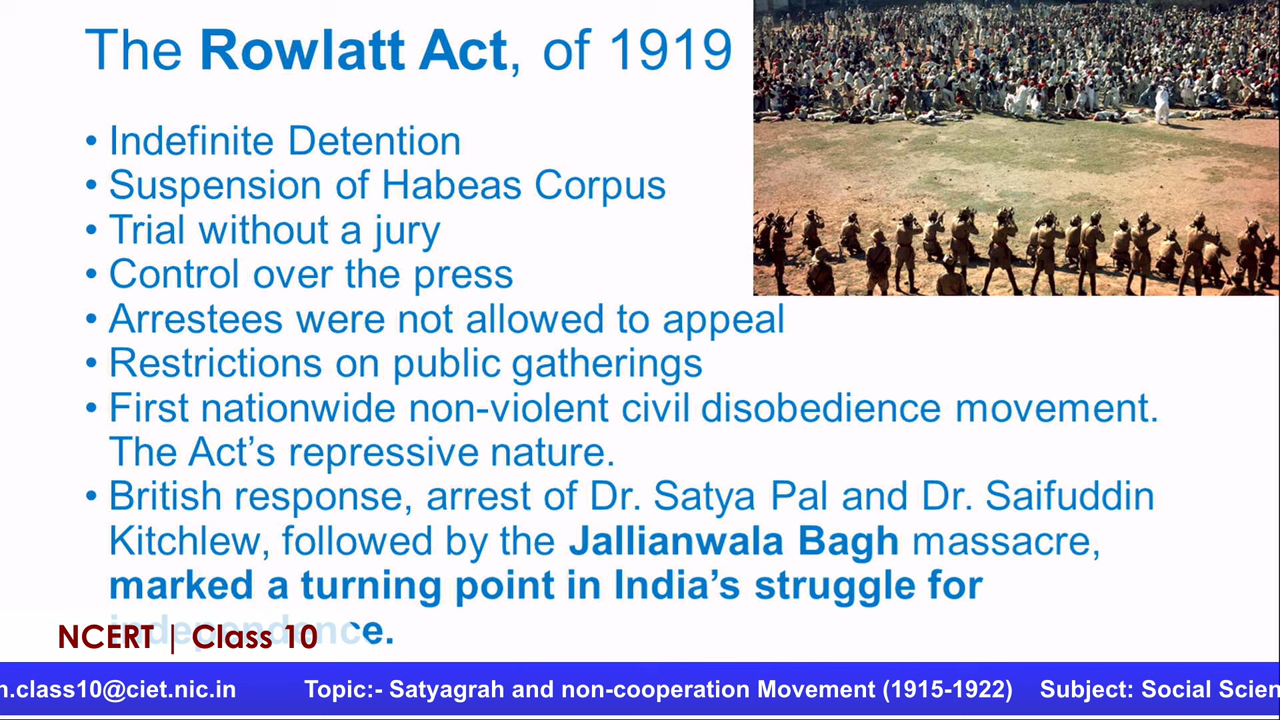 The Rowlatt Act, of 1919
• Indefinite Detention
• Suspension of Habeas Corpus
• Trial without a jury
• Control over the press
• Arrestees were not allowed to appeal
• Restrictions on public gatherings
• First nationwide non-violent civil disobedience movement.
The Act’s repressive nature.
• British response, arrest of Dr. Satya Pal and Dr. Saifuddin
Kitchlew, followed by the Jallianwala Bagh massacre,
marked a turning point in India’s struggle for
independence.
NCERT | Class 10
n.class10@ciet.nic.in Topic:- Satyagrah and non-cooperation Movement (1915-1922) Subject: Social Scien